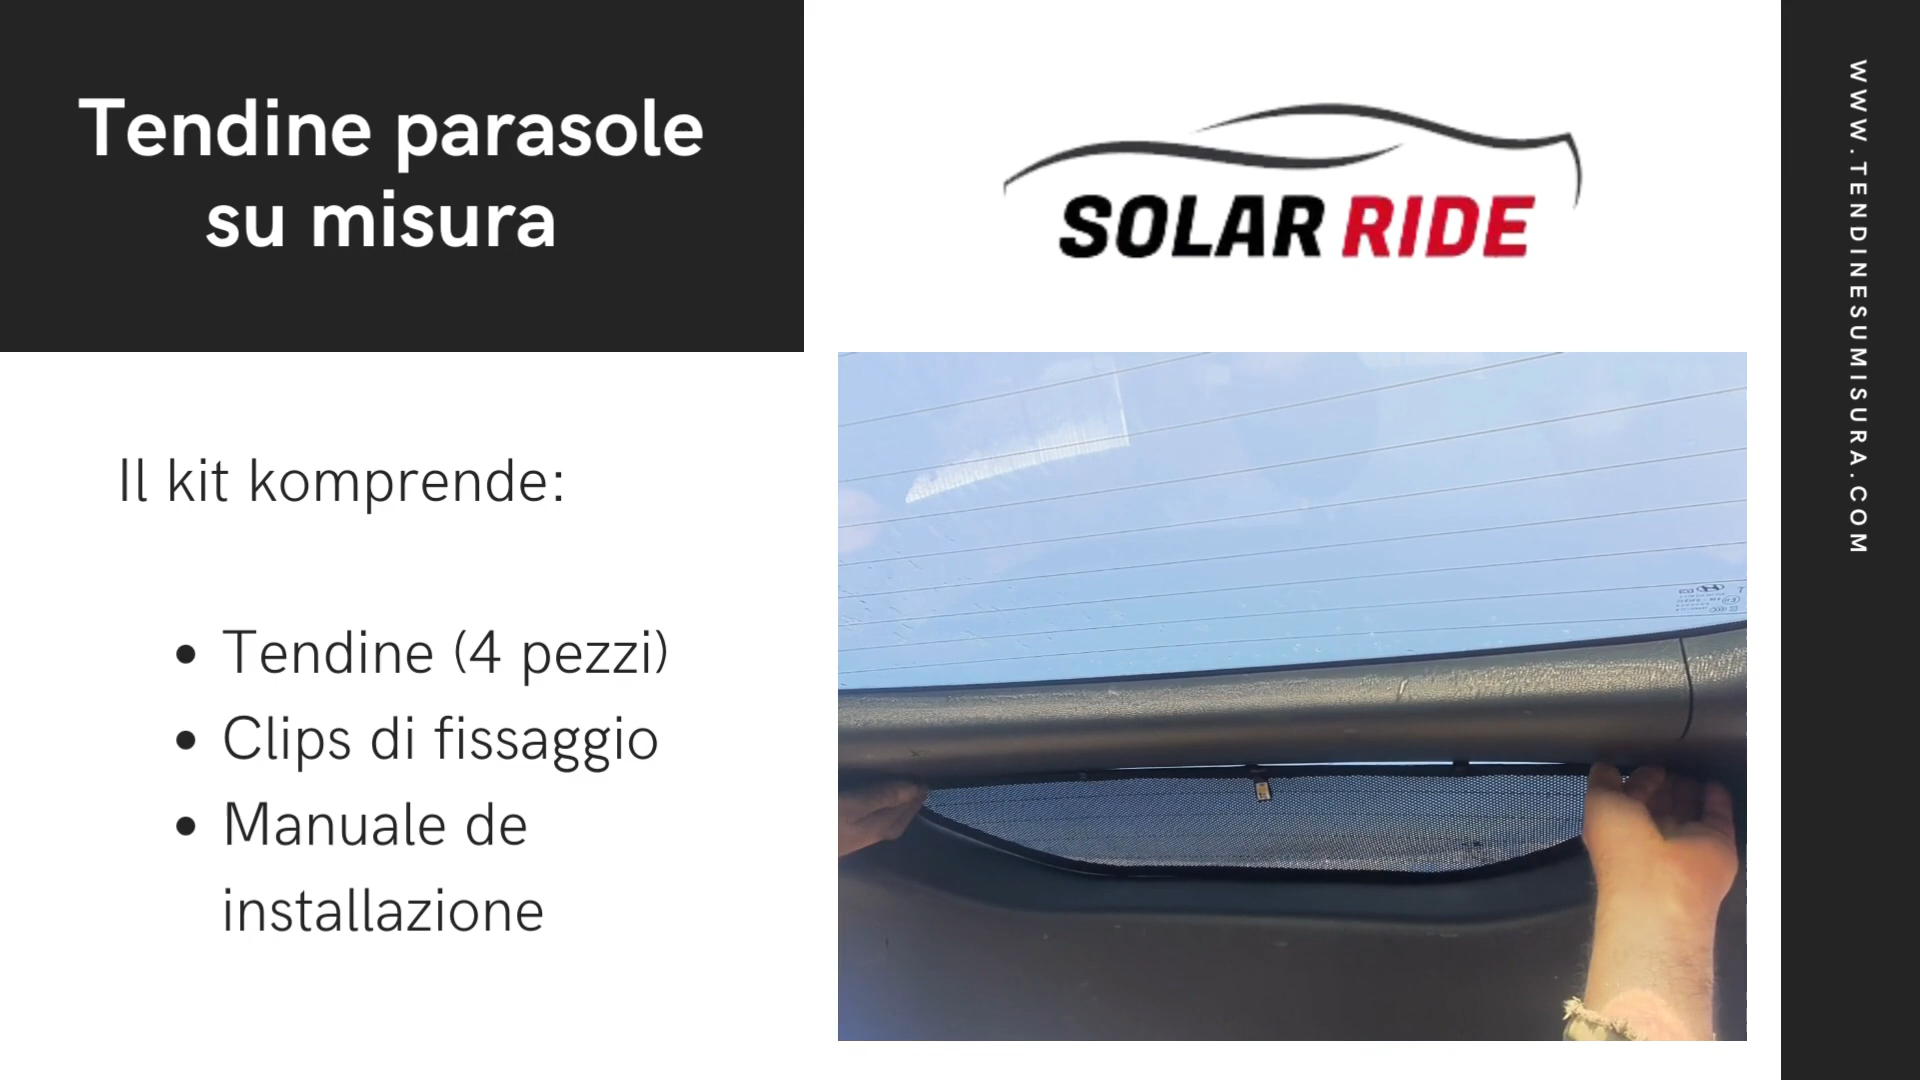 Tendine parasole
su misura
SOLAR RIDE
WWW.TENDINESUMISURA.COM
Il kit komprende:
• Tendine (4 pezzi)
• Clips di fissaggio
• Manuale de
installazione